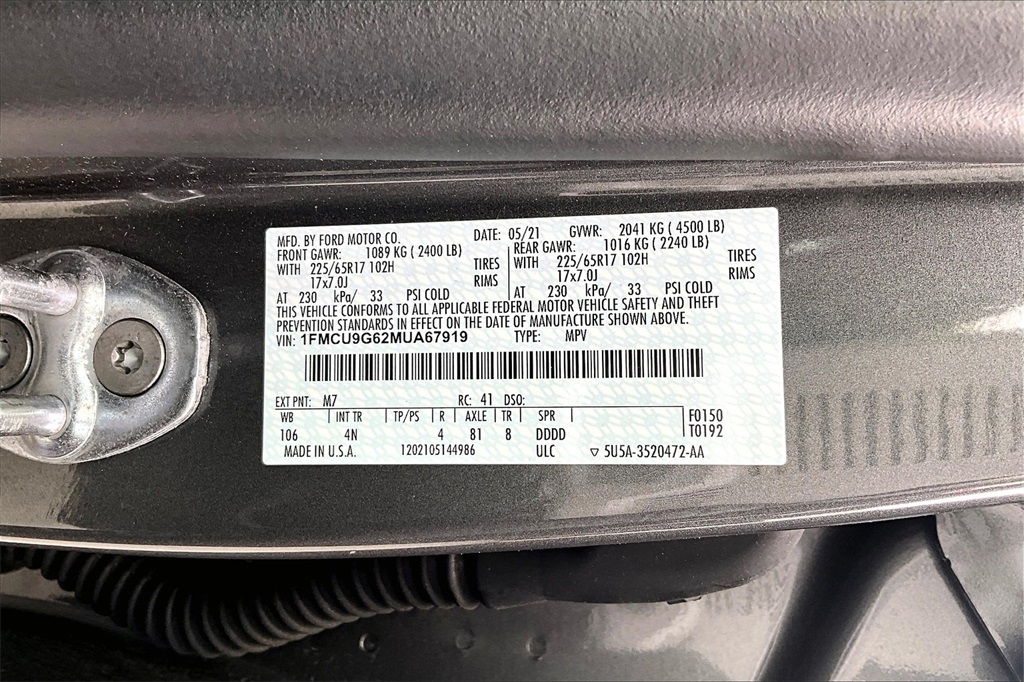 MFD. BY FORD MOTOR CO. DATE: 05/21 GVWR: 2041 KG ( 4500 LB)
FRONT GAWR: 1089 KG ( 2400 LB) REAR GAWR: 1016 KG ( 2240 LB)
WITH 225/65R17 102H TIRES WITH 225/65R17 102H TIRES
17x7.0J RIMS 17x7.0J RIMS
AT 230 kPa/ 33 PSI COLD AT 230 kPa/ 33 PSI COLD
THIS VEHICLE CONFORMS TO ALL APPLICABLE FEDERAL MOTOR VEHICLE SAFETY AND THEFT
PREVENTION STANDARDS IN EFFECT ON THE DATE OF MANUFACTURE SHOWN ABOVE.
VIN: 1FMCU9G62MUA67919 TYPE: MPV
EXT PNT: M7 RC: 41 DSO:
WB INT TR TP/PS R AXLE TR SPR F0150
106 4N 4 81 8 DDDD T0192
MADE IN U.S.A. 1202105144986 ULC ▽ 5U5A-3520472-AA